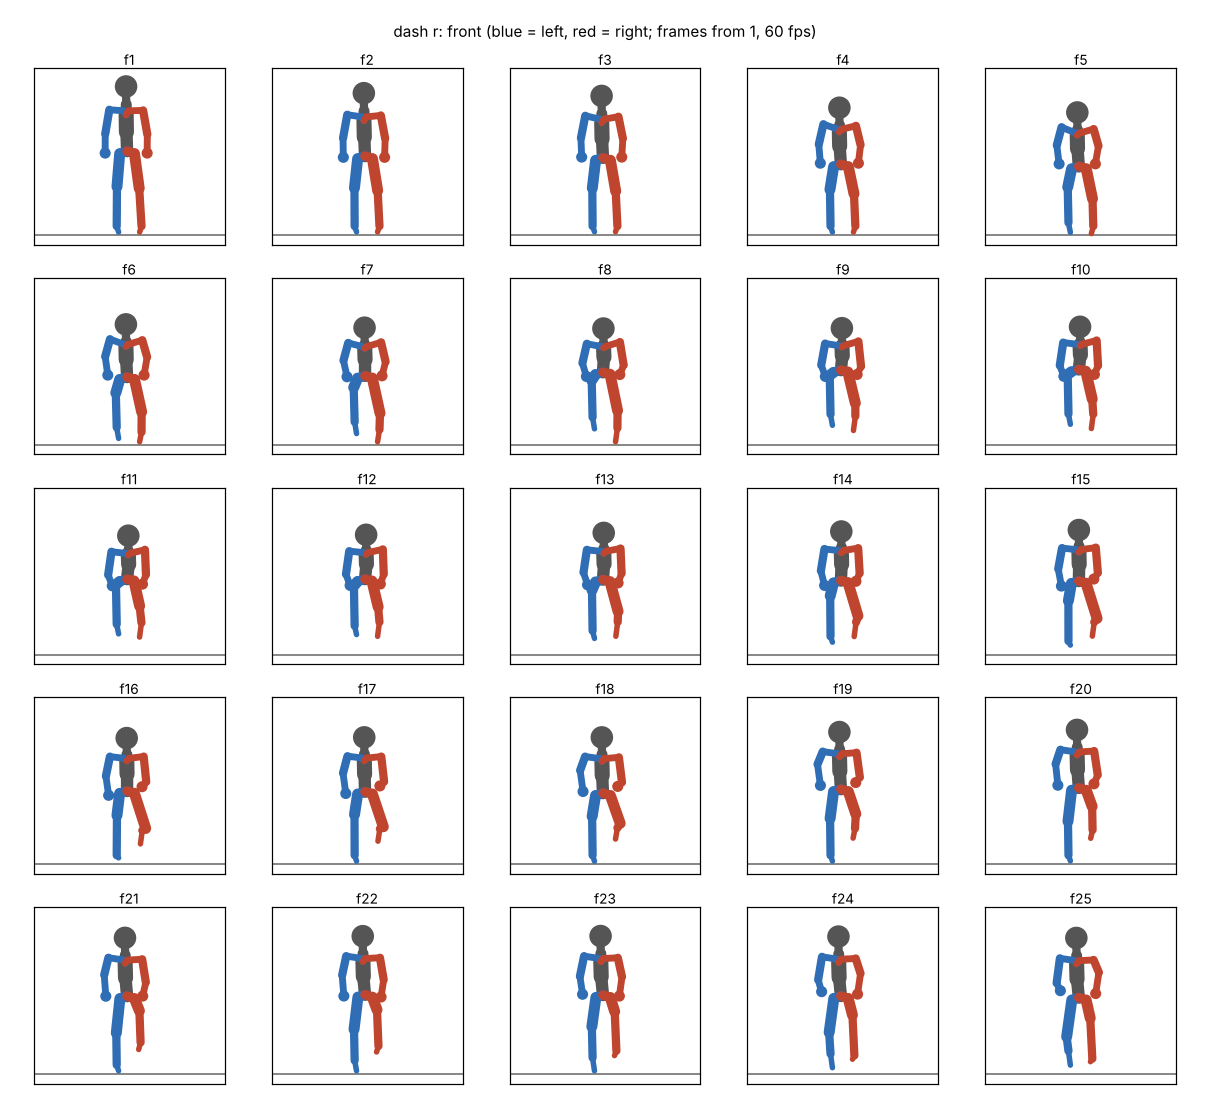 dash r: front (blue = left, red = right; frames from 1, 60 fps)
f1 f2 f3 f4 f5
f6 f7 f8 f9 f10
f11 f12 f13 f14 f15
f16 f17 f18 f19 f20
f21 f22 f23 f24 f25